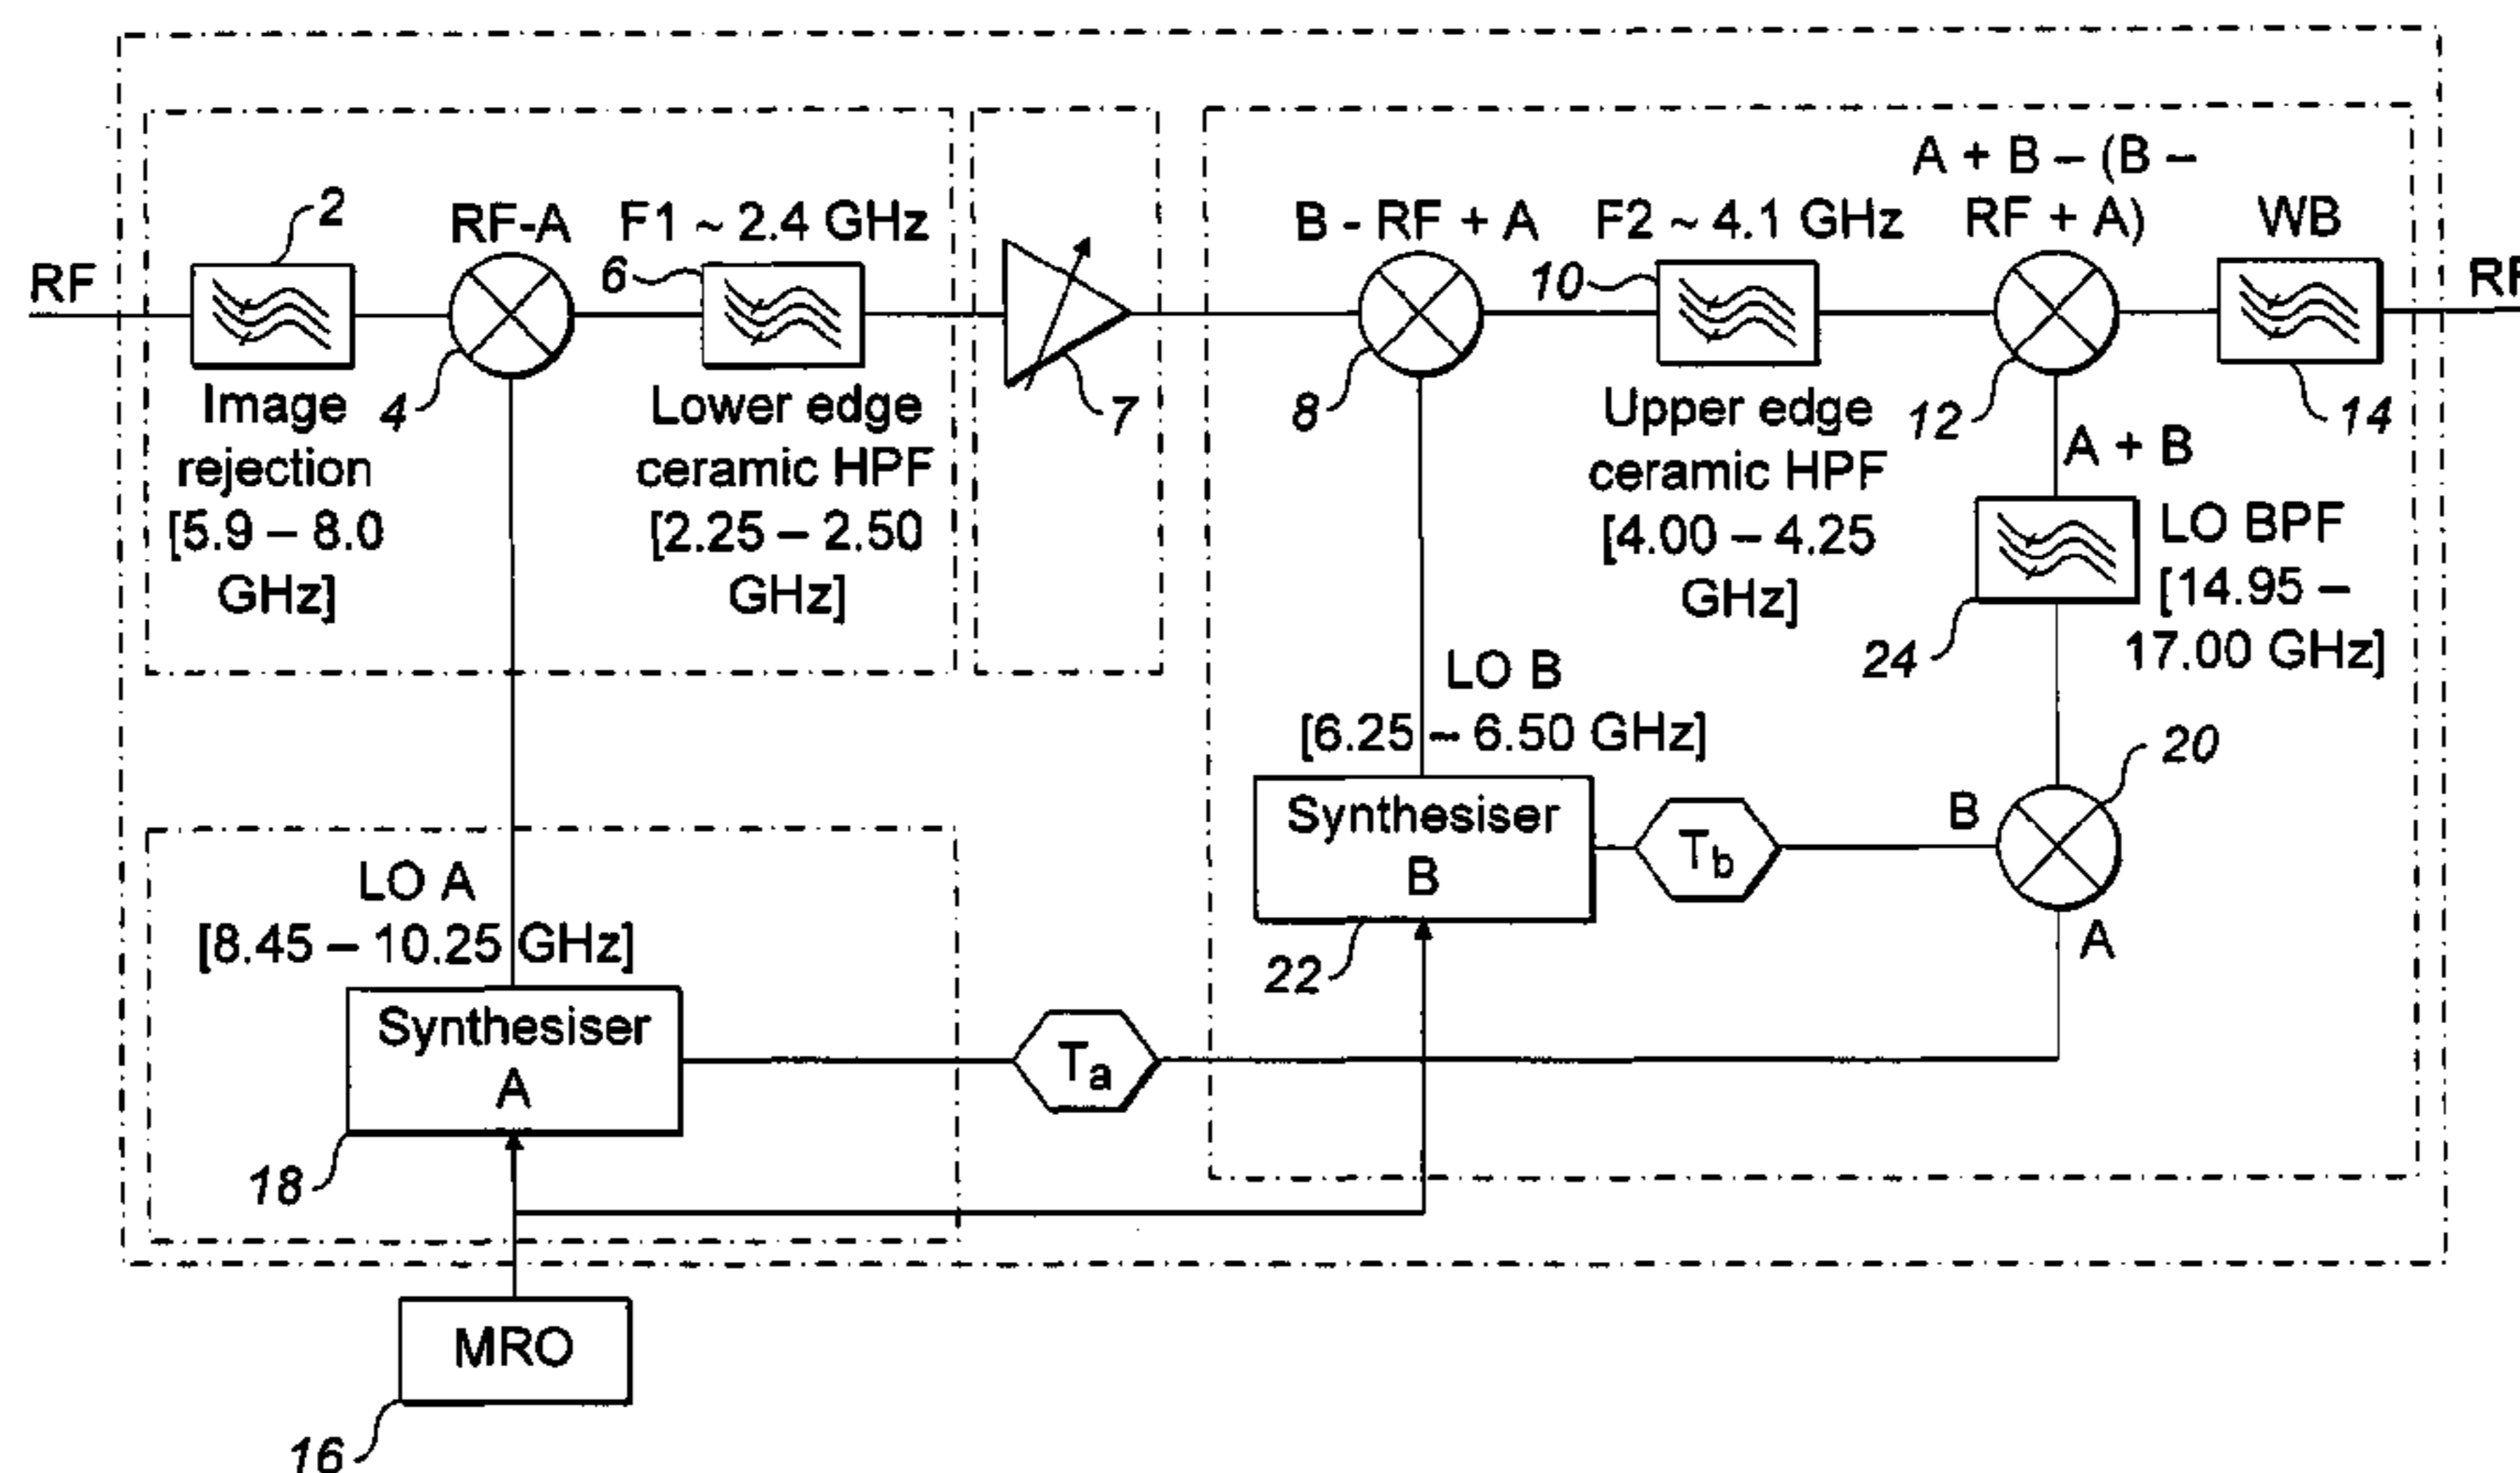 RF
2
Image
rejection
[5.9 – 8.0
GHz]
RF-A
4
F1 ~ 2.4 GHz
6
Lower edge
ceramic HPF
[2.25 – 2.50
GHz]
7
B - RF + A
8
F2 ~ 4.1 GHz
10
Upper edge
ceramic HPF
[4.00 – 4.25
GHz]
A + B – (B –
RF + A)
12
WB
14
RF
A + B
LO BPF
[14.95 –
17.00 GHz]
24
LO B
[6.25 – 6.50 GHz]
Synthesiser
B
22
Tb
B
20
A
LO A
[8.45 – 10.25 GHz]
Synthesiser
A
18
Ta
MRO
16